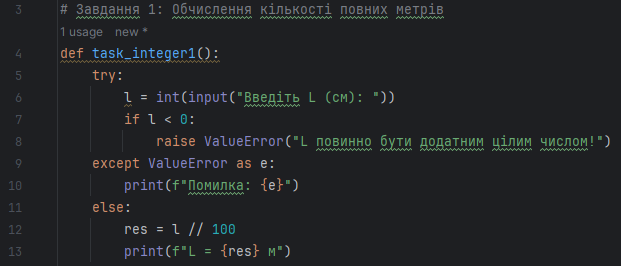 3 # Завдання 1: Обчислення кількості повних метрів
1 usage new *
4 def task_integer1():
5     try:
6         l = int(input("Введіть L (см): "))
7         if l < 0:
8             raise ValueError("L повинно бути додатним цілим числом!")
9     except ValueError as e:
10         print(f"Помилка: {e}")
11     else:
12         res = l // 100
13         print(f"L = {res} м")